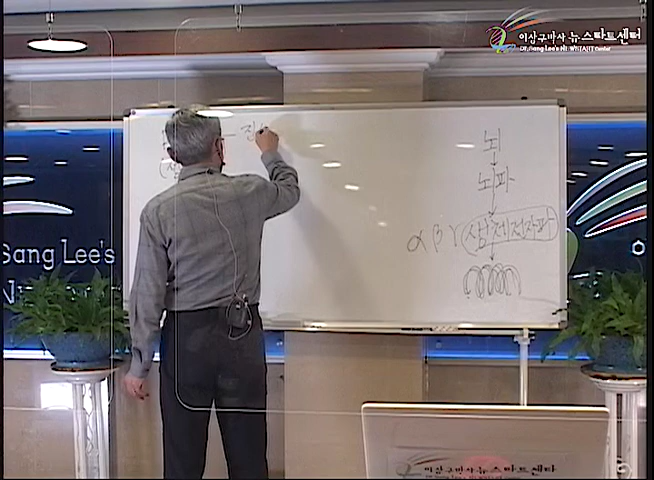 이상구박사 뉴스타트센터
Dr. Sang Lee's NEWSTART Center
뇌
뇌파
α β γ 생체전자파
Sang Lee's
이상구박사 뉴스타트센타